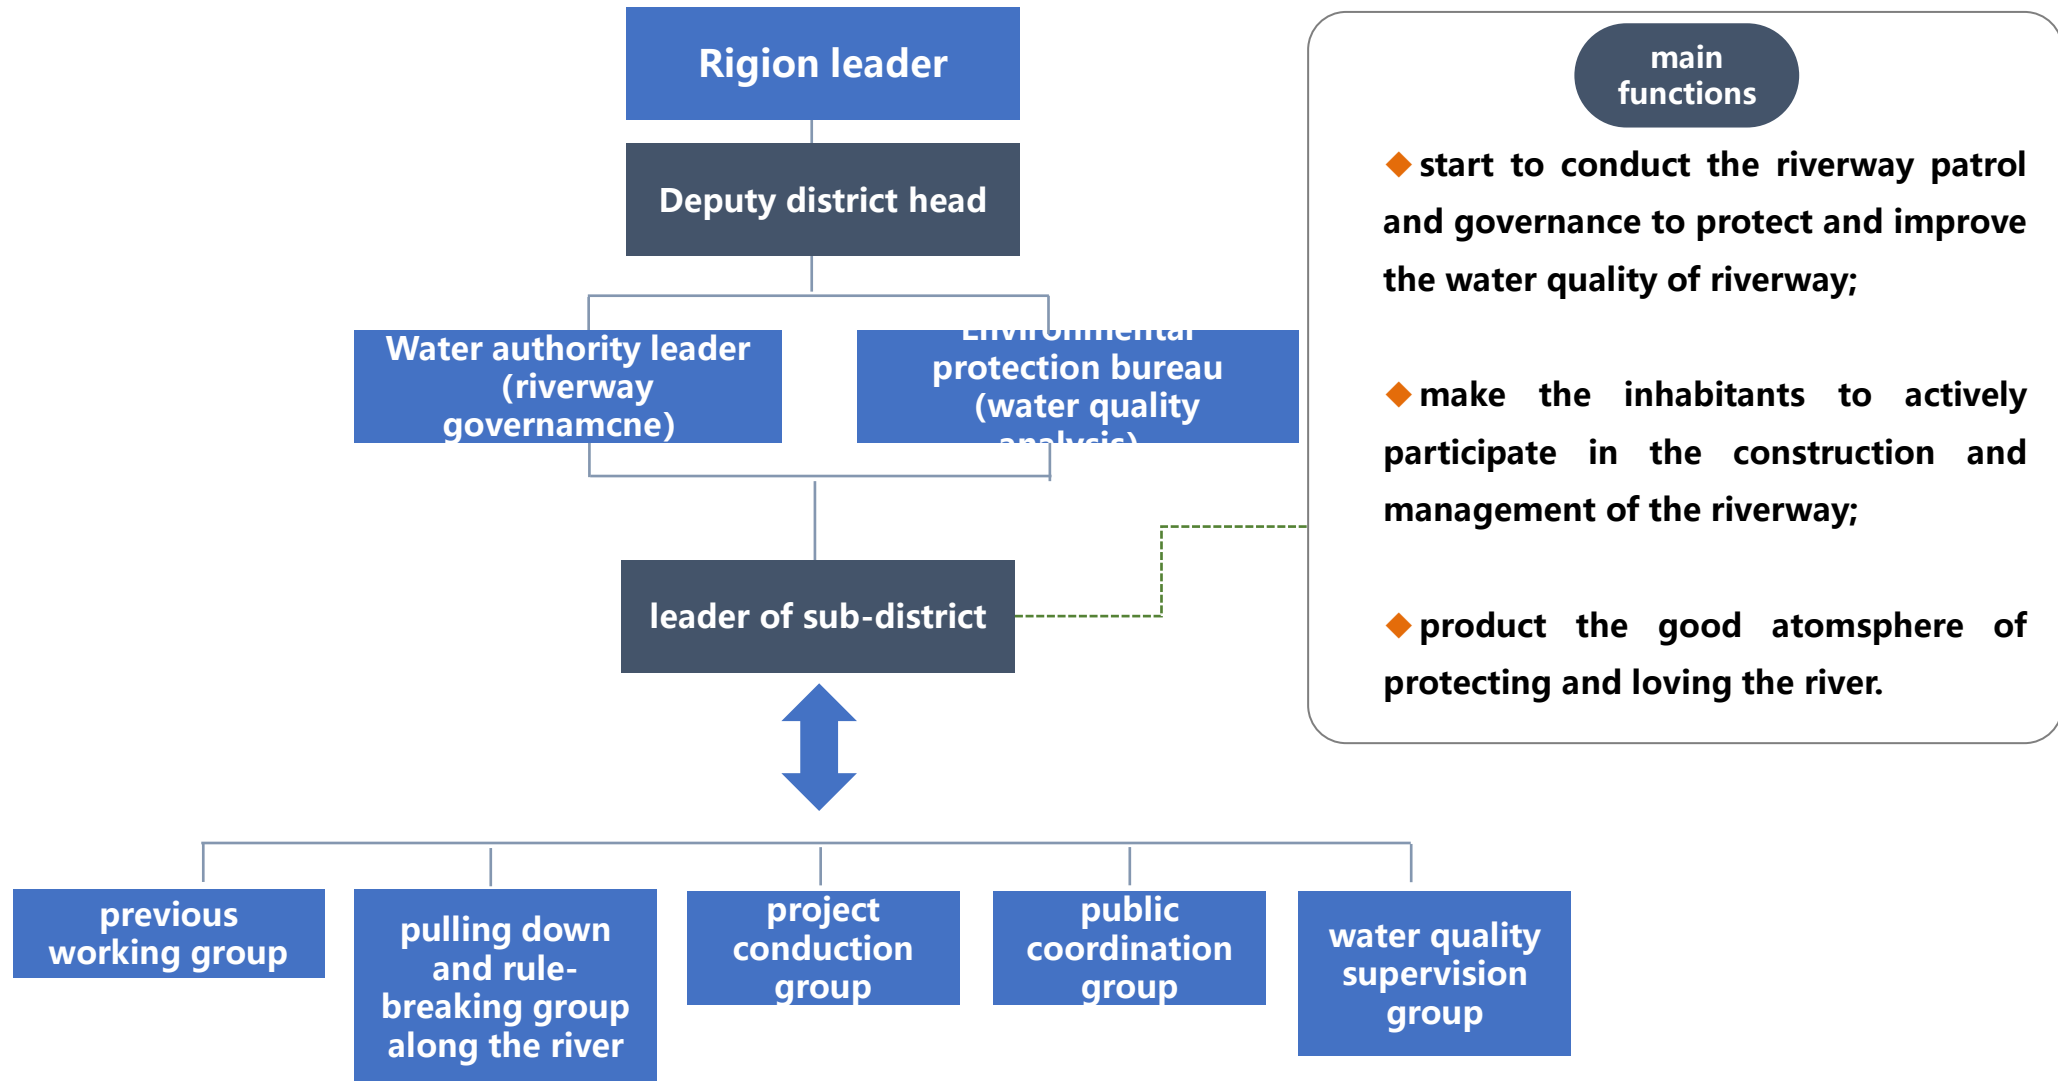 Rigion leader
Deputy district head
Water authority leader
(riverway
governamcne)
Environmental
protection bureau
(water quality
analysis)
leader of sub-district
main
functions
start to conduct the riverway patrol
and governance to protect and improve
the water quality of riverway;
make the inhabitants to actively
participate in the construction and
management of the riverway;
product the good atomsphere of
protecting and loving the river.
previous
working group
pulling down
and rule-
breaking group
along the river
project
conduction
group
public
coordination
group
water quality
supervision
group